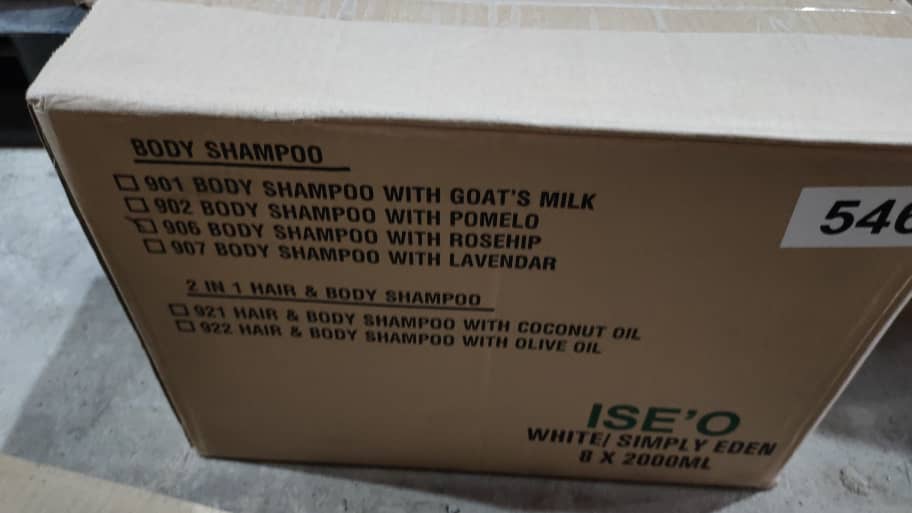 BODY SHAMPOO
901 BODY SHAMPOO WITH GOAT'S MILK
902 BODY SHAMPOO WITH POMELO
906 BODY SHAMPOO WITH ROSEHIP
907 BODY SHAMPOO WITH LAVENDAR
2 IN 1 HAIR & BODY SHAMPOO
921 HAIR & BODY SHAMPOO WITH COCONUT OIL
922 HAIR & BODY SHAMPOO WITH OLIVE OIL
546
ISE'O
WHITE/ SIMPLY EDEN
8 X 2000ML